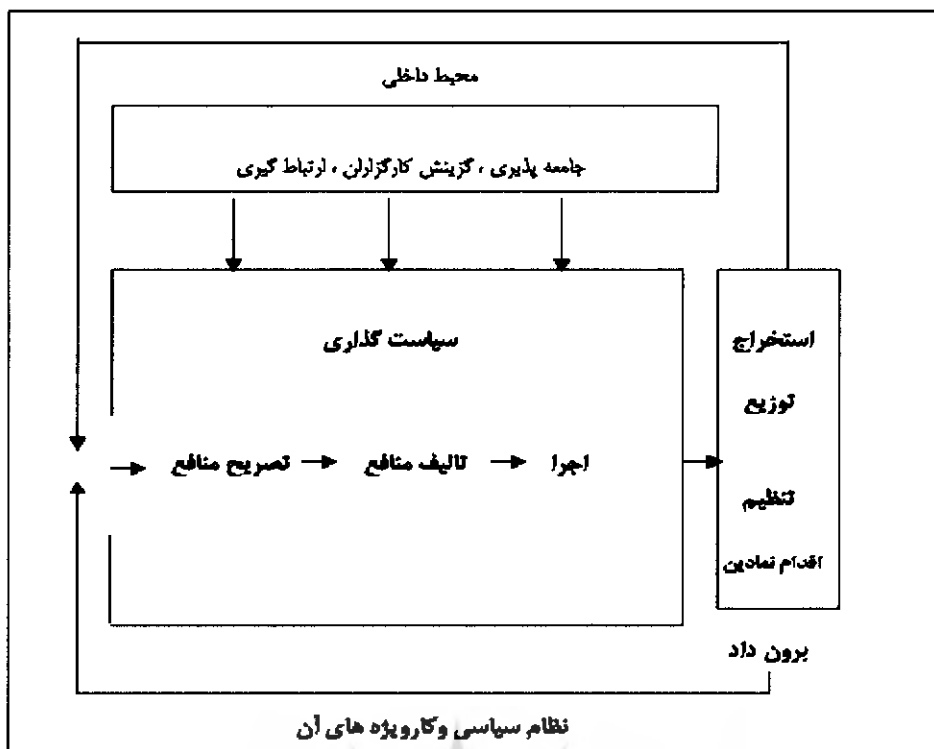 محیط داخلی
جامعه پذیری ، گزینش کارگزاران ، ارتباط گیری
سیاست گذاری
تصریح منافع
تالیف منافع
اجرا
استخراج
توزیع
تنظیم
اقدام نمادین
برون داد
نظام سیاسی وکارویژه های آن